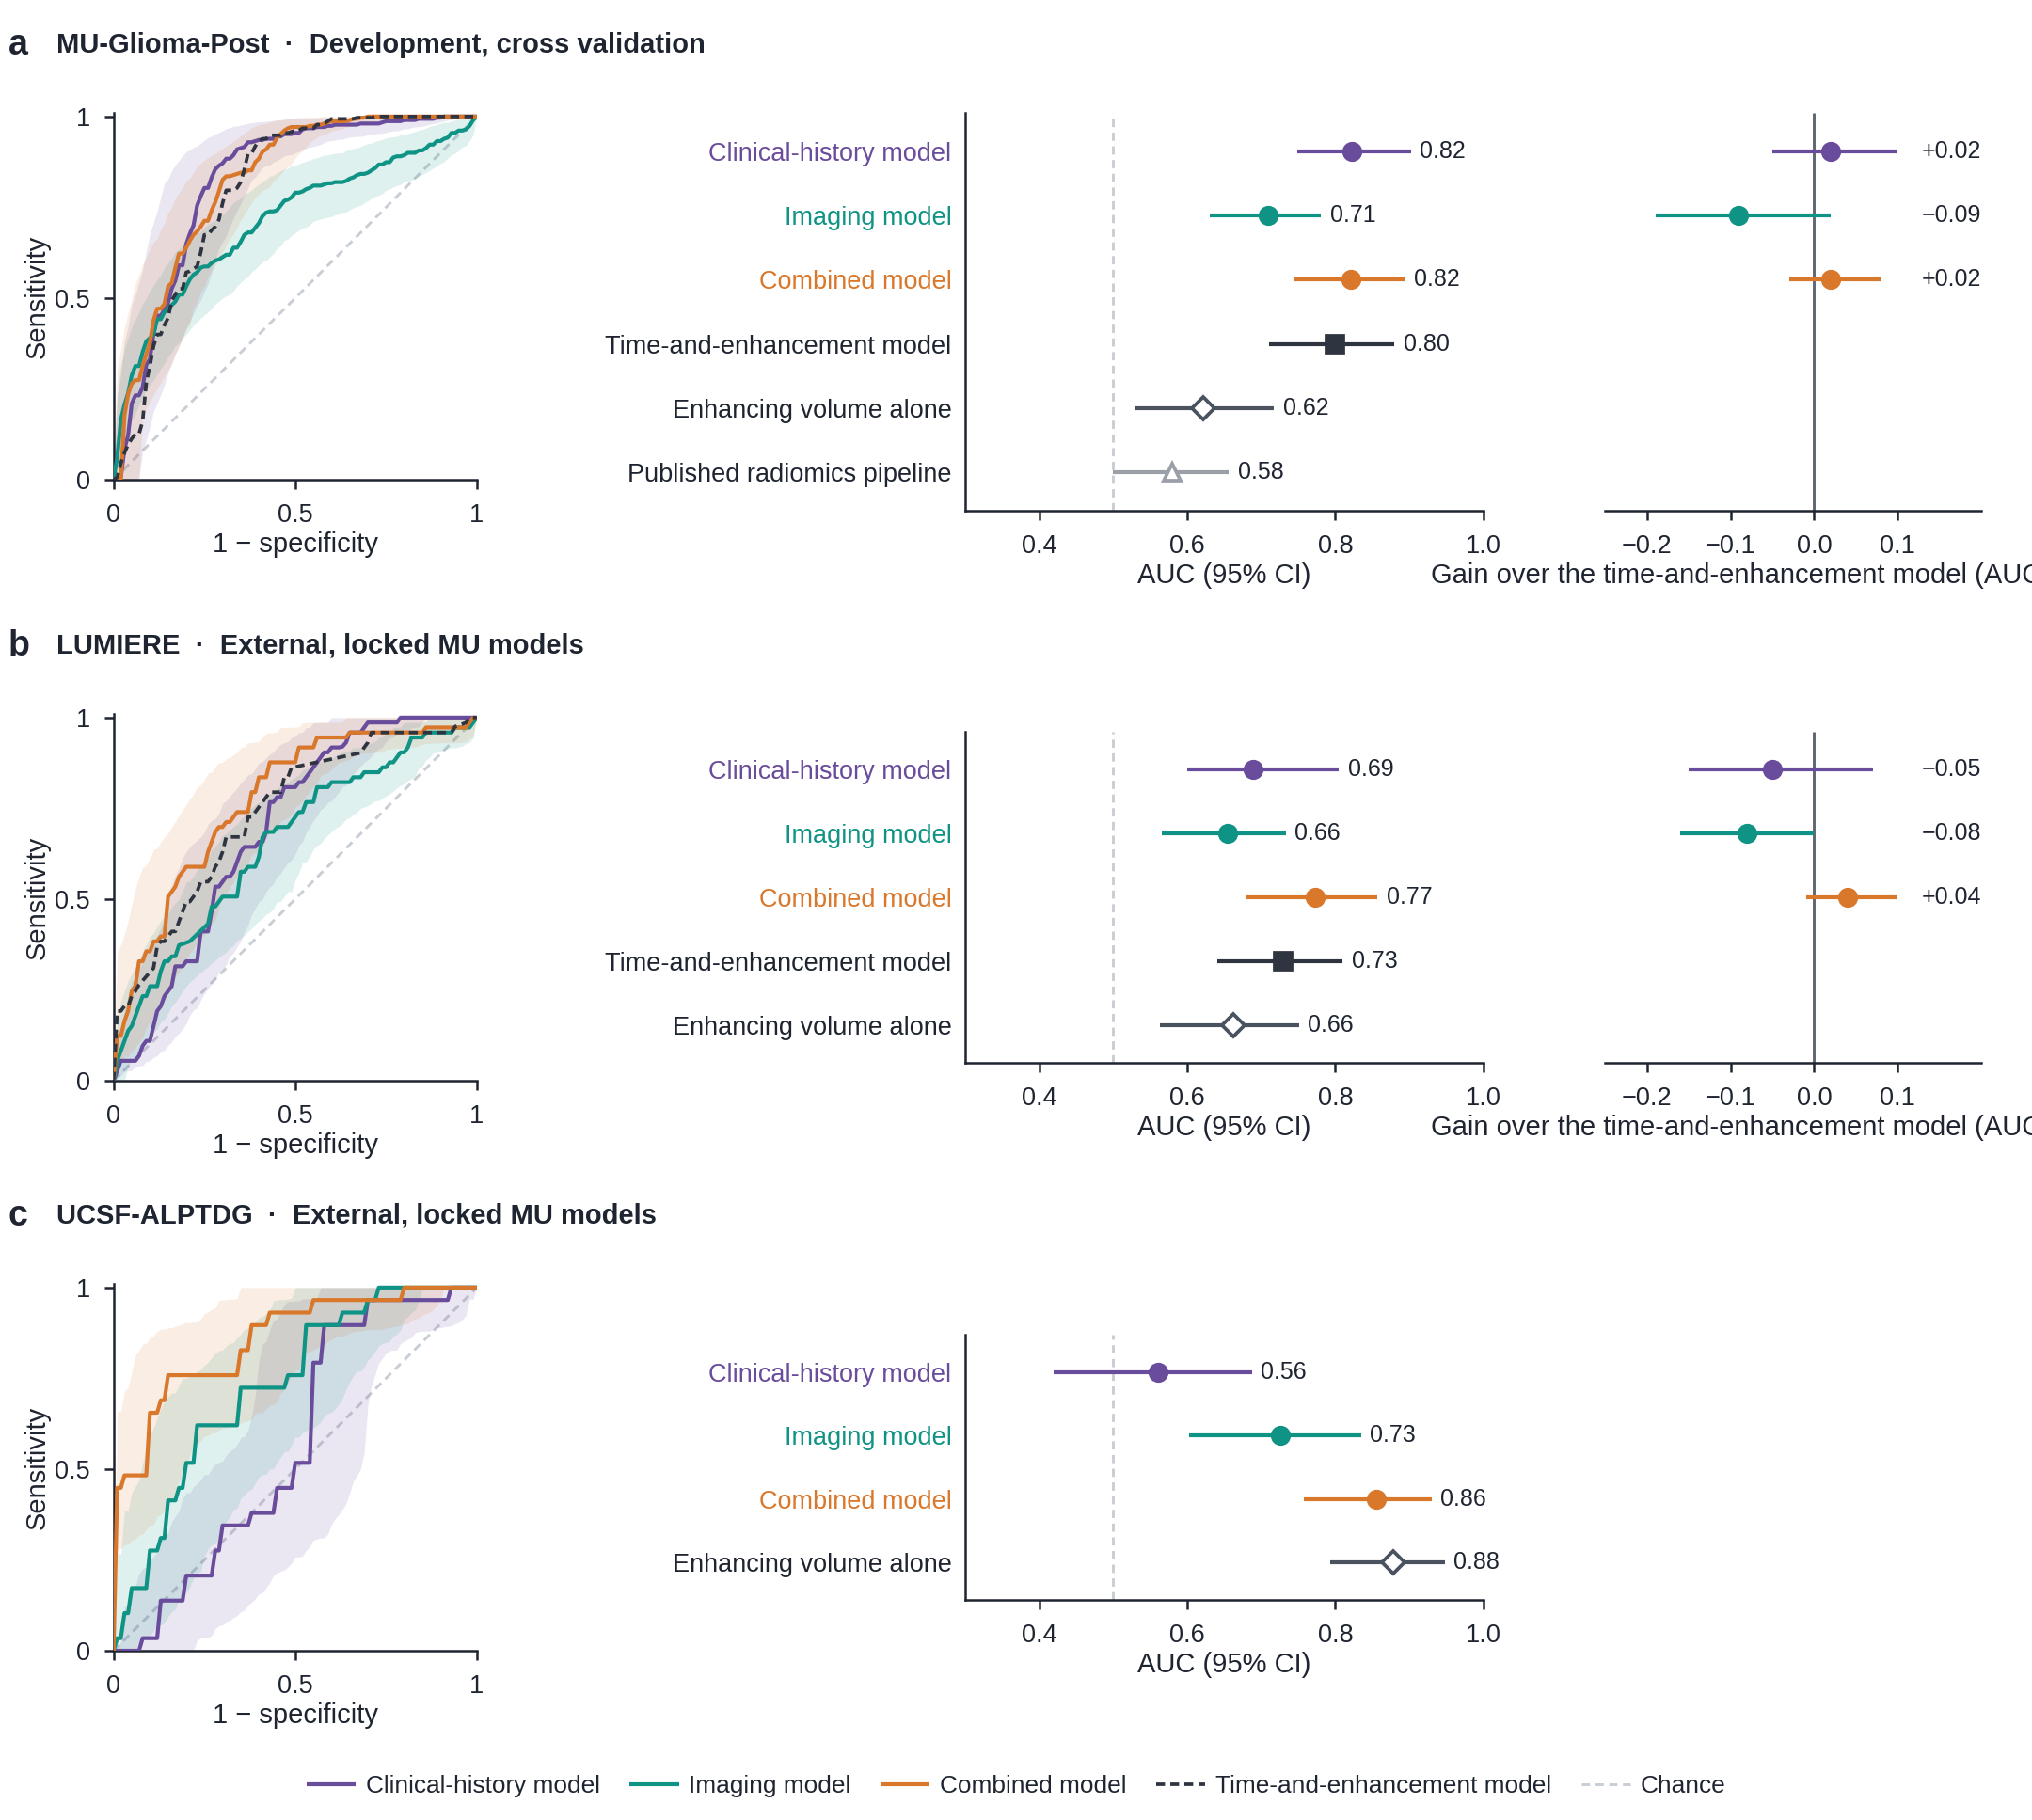 a MU-Glioma-Post · Development, cross validation
1
0.5
0
Sensitivity
0 0.5 1
1 − specificity
Clinical-history model 0.82 +0.02
Imaging model 0.71 −0.09
Combined model 0.82 +0.02
Time-and-enhancement model 0.80
Enhancing volume alone 0.62
Published radiomics pipeline 0.58
0.4 0.6 0.8 1.0
AUC (95% CI)
−0.2 −0.1 0.0 0.1
Gain over the time-and-enhancement model (AUC
b LUMIERE · External, locked MU models
1
0.5
0
Sensitivity
0 0.5 1
1 − specificity
Clinical-history model 0.69 −0.05
Imaging model 0.66 −0.08
Combined model 0.77 +0.04
Time-and-enhancement model 0.73
Enhancing volume alone 0.66
0.4 0.6 0.8 1.0
AUC (95% CI)
−0.2 −0.1 0.0 0.1
Gain over the time-and-enhancement model (AUC
c UCSF-ALPTDG · External, locked MU models
1
0.5
0
Sensitivity
0 0.5 1
1 − specificity
Clinical-history model 0.56
Imaging model 0.73
Combined model 0.86
Enhancing volume alone 0.88
0.4 0.6 0.8 1.0
AUC (95% CI)
Clinical-history model Imaging model Combined model Time-and-enhancement model Chance